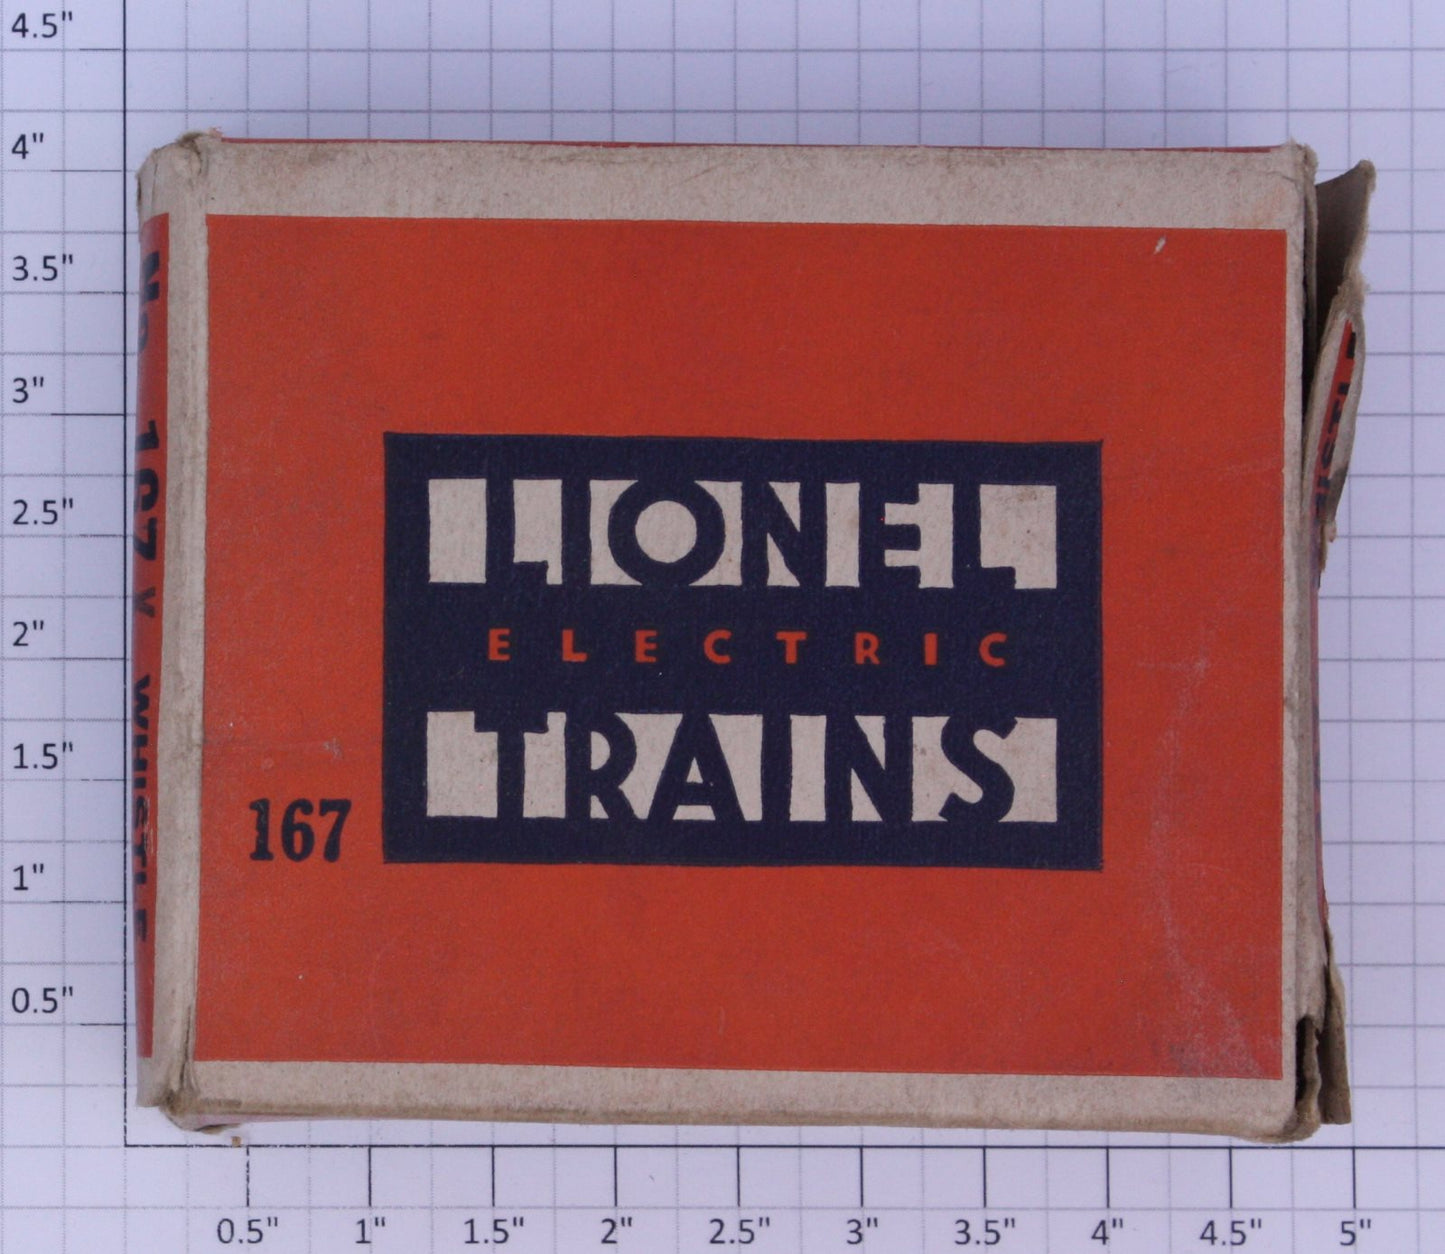 4.5"
4"
3.5"
3"
2.5"
2"
1.5"
1"
0.5"
No 167 X WHISTLE
LIONEL
ELECTRIC
TRAINS
167
0.5" 1" 1.5" 2" 2.5" 3" 3.5" 4" 4.5" 5"